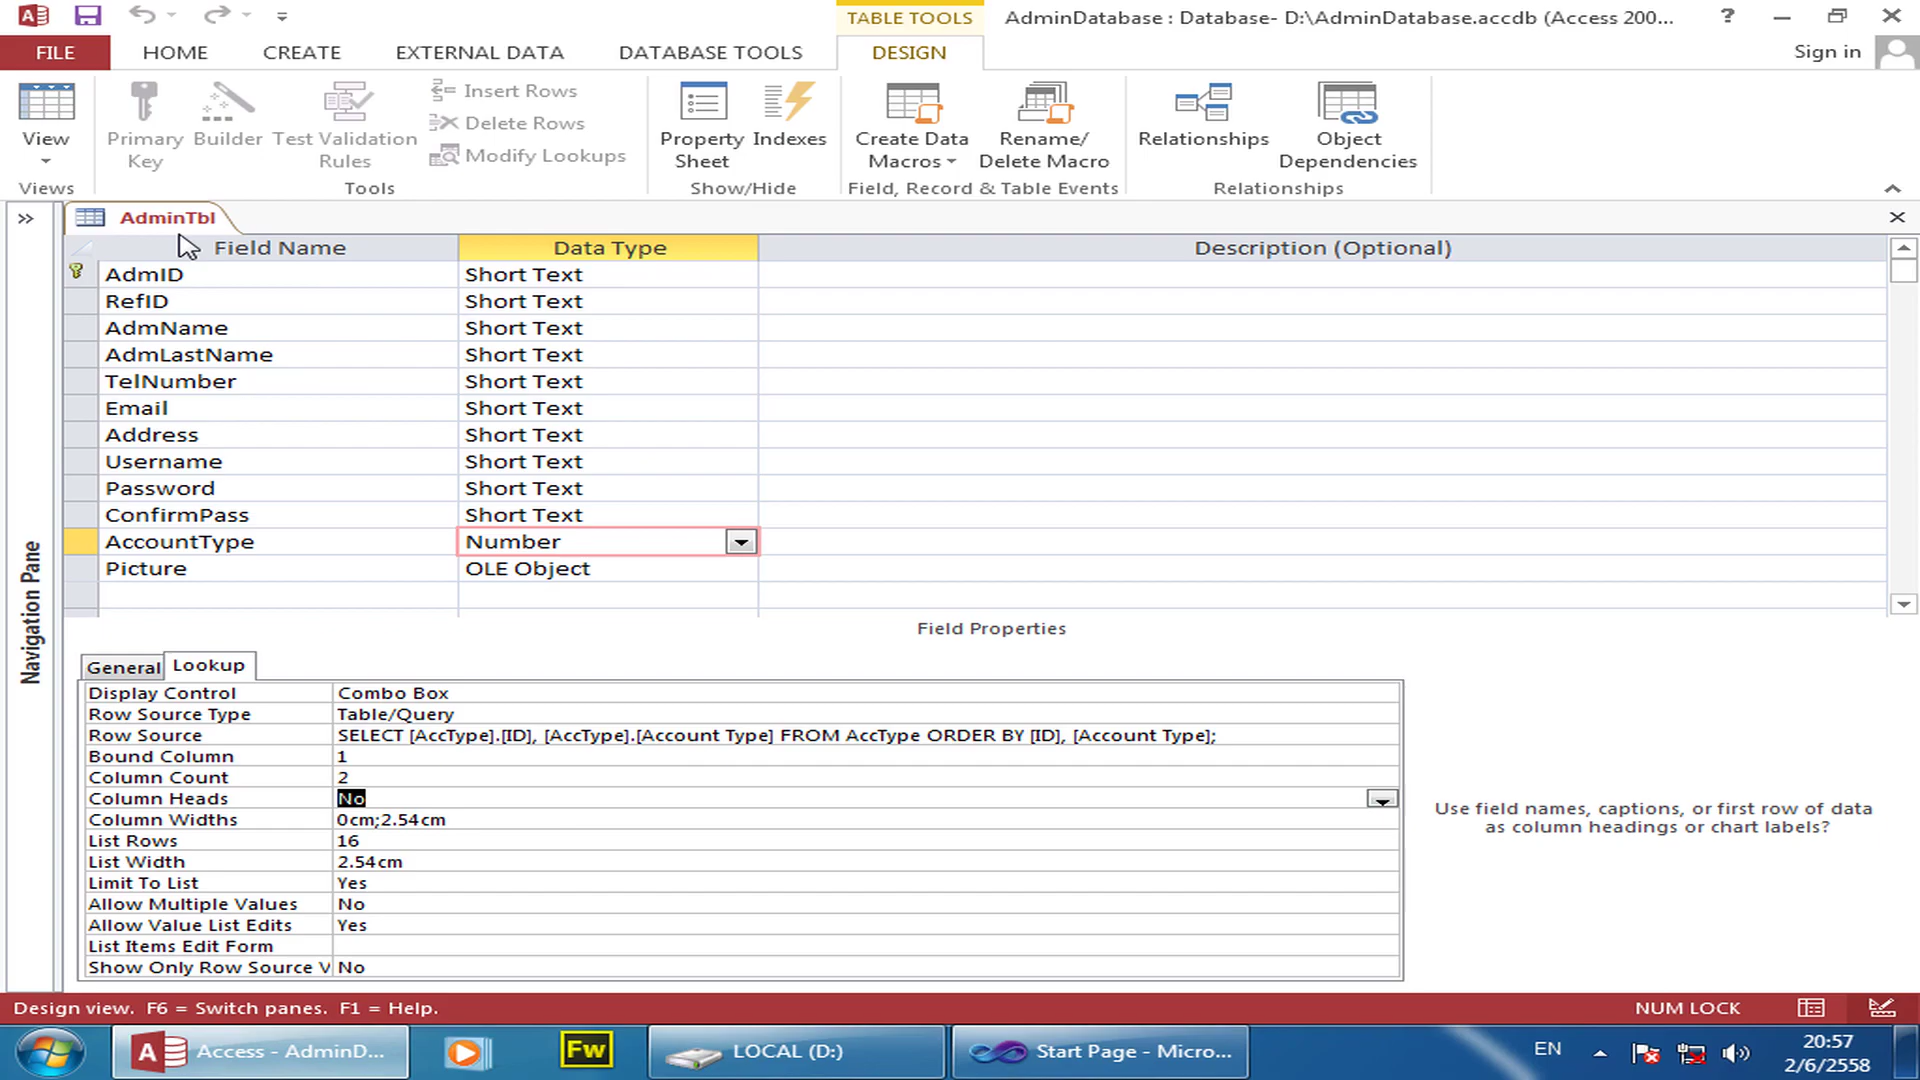 TABLE TOOLS
AdminDatabase : Database- D:\AdminDatabase.accdb (Access 200...
?
FILE
HOME
CREATE
EXTERNAL DATA
DATABASE TOOLS
DESIGN
Sign in
View
Primary Key
Builder
Test Validation Rules
Insert Rows
Delete Rows
Modify Lookups
Property Sheet
Indexes
Create Data Macros
Rename/ Delete Macro
Relationships
Object Dependencies
Views
Tools
Show/Hide
Field, Record & Table Events
Relationships
AdminTbl
Field Name Data Type Description (Optional)
AdmID Short Text
RefID Short Text
AdmName Short Text
AdmLastName Short Text
TelNumber Short Text
Email Short Text
Address Short Text
Username Short Text
Password Short Text
ConfirmPass Short Text
AccountType Number
Picture OLE Object
Navigation Pane
Field Properties
General Lookup
Display Control Combo Box
Row Source Type Table/Query
Row Source SELECT [AccType].[ID], [AccType].[Account Type] FROM AccType ORDER BY [ID], [Account Type];
Bound Column 1
Column Count 2
Column Heads No
Column Widths 0cm;2.54cm
List Rows 16
List Width 2.54cm
Limit To List Yes
Allow Multiple Values No
Allow Value List Edits Yes
List Items Edit Form
Show Only Row Source V No
Use field names, captions, or first row of data
as column headings or chart labels?
Design view. F6 = Switch panes. F1 = Help.
NUM LOCK
Access - AdminD...
Fw
LOCAL (D:)
Start Page - Micro...
EN
20:57
2/6/2558